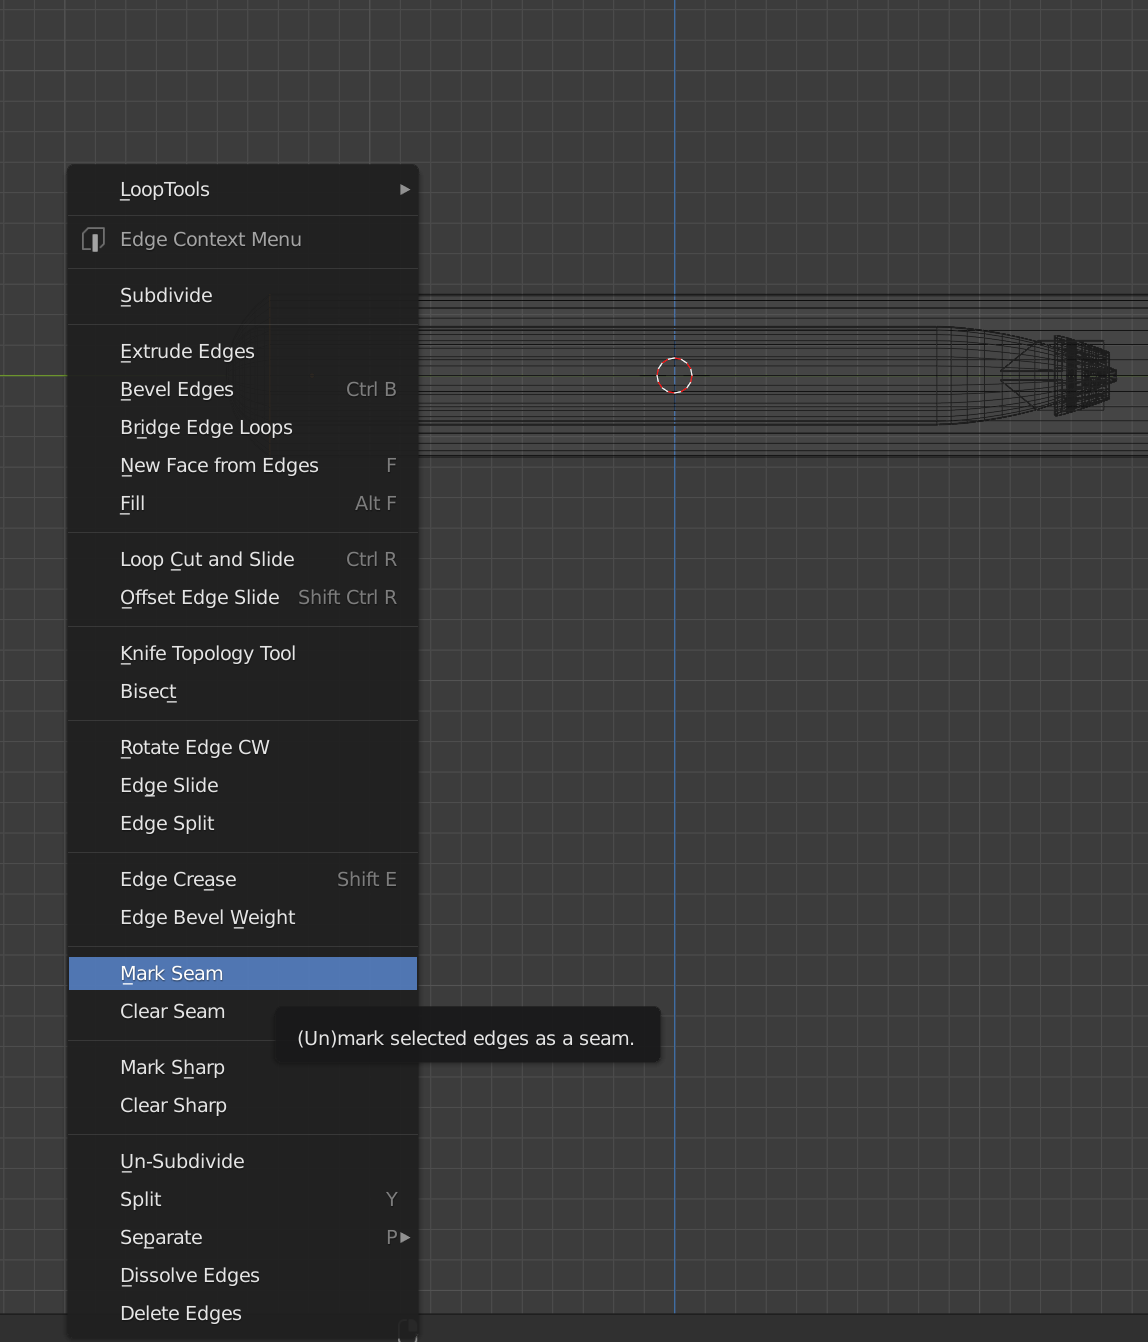 LoopTools
Edge Context Menu
Subdivide
Extrude Edges
Bevel Edges Ctrl B
Bridge Edge Loops
New Face from Edges F
Fill Alt F
Loop Cut and Slide Ctrl R
Offset Edge Slide Shift Ctrl R
Knife Topology Tool
Bisect
Rotate Edge CW
Edge Slide
Edge Split
Edge Crease Shift E
Edge Bevel Weight
Mark Seam
Clear Seam
(Un)mark selected edges as a seam.
Mark Sharp
Clear Sharp
Un-Subdivide
Split Y
Separate P
Dissolve Edges
Delete Edges